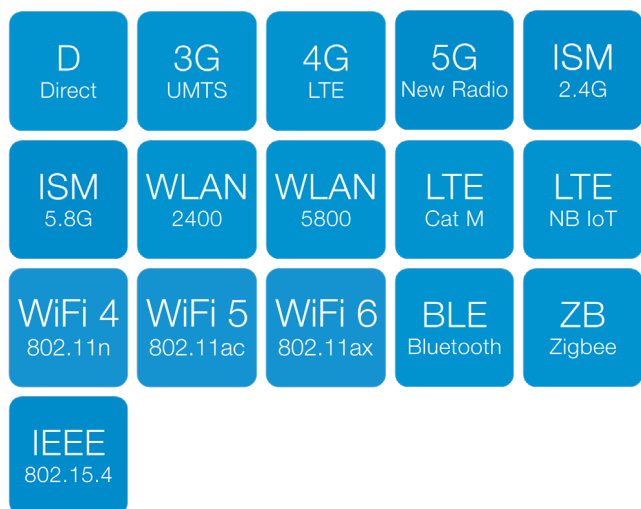 D
Direct
3G
UMTS
4G
LTE
5G
New Radio
ISM
2.4G
ISM
5.8G
WLAN
2400
WLAN
5800
LTE
Cat M
LTE
NB IoT
WiFi 4
802.11n
WiFi 5
802.11ac
WiFi 6
802.11ax
BLE
Bluetooth
ZB
Zigbee
IEEE
802.15.4